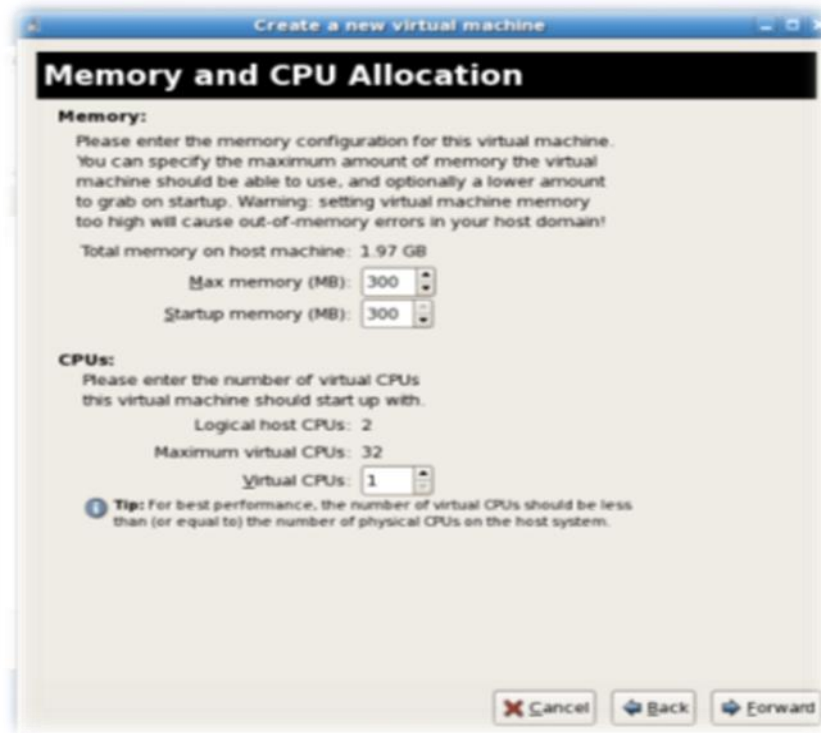 Create a new virtual machine
Memory and CPU Allocation
Memory:
Please enter the memory configuration for this virtual machine.
You can specify the maximum amount of memory the virtual
machine should be able to use, and optionally a lower amount
to grab on startup. Warning: setting virtual machine memory
too high will cause out-of-memory errors in your host domain!
Total memory on host machine: 1.97 GB
Max memory (MB): 300
Startup memory (MB): 300
CPUs:
Please enter the number of virtual CPUs
this virtual machine should start up with.
Logical host CPUs: 2
Maximum virtual CPUs: 32
Virtual CPUs: 1
Tip: For best performance, the number of virtual CPUs should be less
than (or equal to) the number of physical CPUs on the host system.
Cancel Back Forward